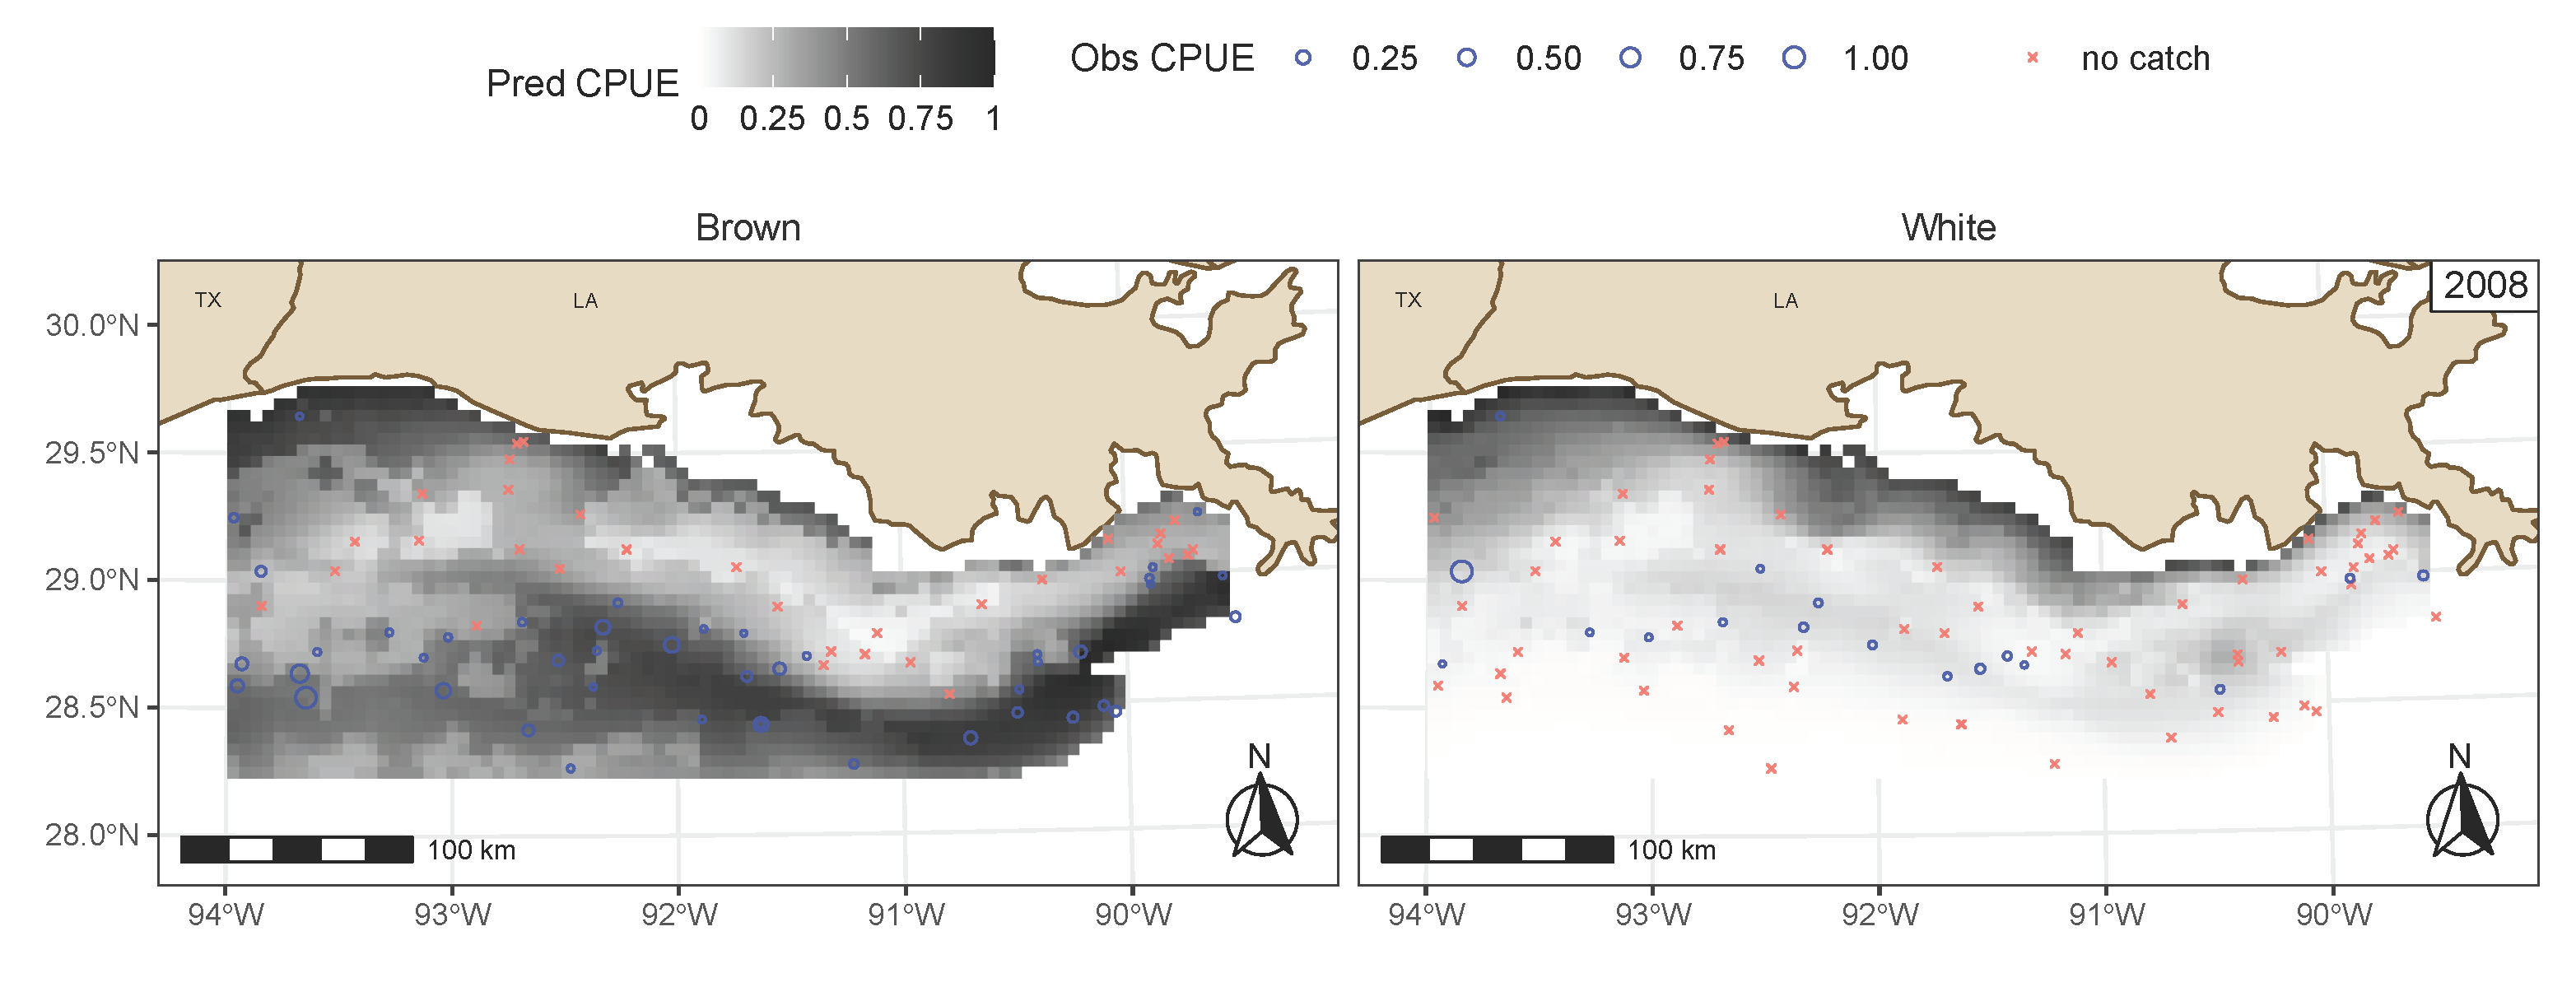 Pred CPUE
0 0.25 0.5 0.75 1
Obs CPUE 0.25 0.50 0.75 1.00 no catch
Brown
White
TX LA
TX LA
2008
30.0°N
29.5°N
29.0°N
28.5°N
28.0°N
N
N
100 km
100 km
94°W 93°W 92°W 91°W 90°W
94°W 93°W 92°W 91°W 90°W